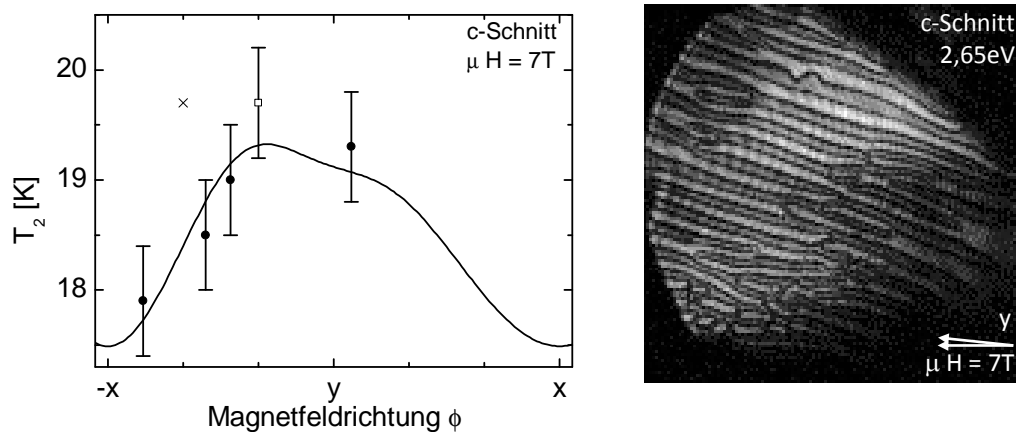 c-Schnitt
μ H = 7T
20
19
18
T₂ [K]
-x
y
x
Magnetfeldrichtung ϕ
c-Schnitt
2,65eV
y
μ H = 7T